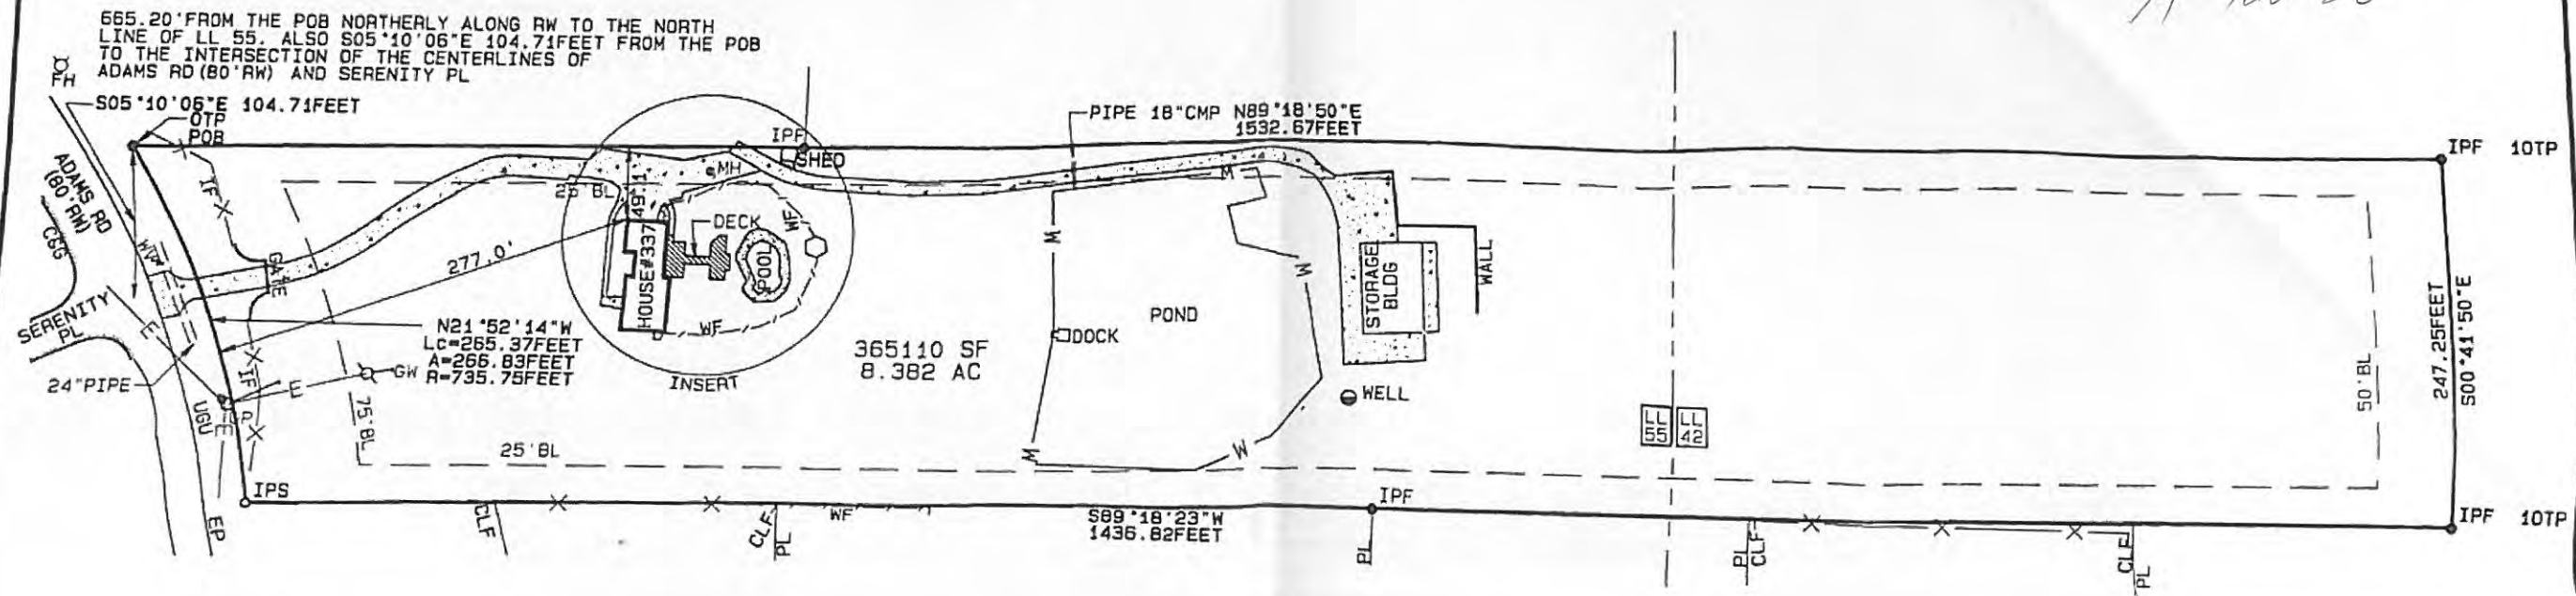 665.20'FROM THE POB NORTHERLY ALONG RW TO THE NORTH
LINE OF LL 55. ALSO S05°10'06"E 104.71FEET FROM THE POB
TO THE INTERSECTION OF THE CENTERLINES OF
ADAMS RD(80'RW) AND SERENITY PL
FH
S05°10'06"E 104.71FEET
OTP
POB
ADAMS RD
(80'RW)
C&G
W
IF
GATE
SERENITY
PL
E
24"PIPE
UGU
E
P
EP
IF
E
GW
N21°52'14"W
LC=265.37FEET
A=266.83FEET
R=735.75FEET
75'BL
25'BL
277.0'
25'BL
49.1'
MH
IPF
SHED
DECK
WF
POOL
HOUSE#337
WF
INSERT
PIPE 18"CMP N89°18'50"E
1532.67FEET
365110 SF
8.382 AC
W
W
W
W
W
DOCK
POND
STORAGE
BLDG
WALL
WELL
LL
55
LL
42
50'BL
247.25FEET
S00°41'50"E
IPF 10TP
IPS
CLF
CLF
PL
WF
S89°18'23"W
1436.82FEET
IPF
PL
PL
CLF
CLF
PL
IPF 10TP